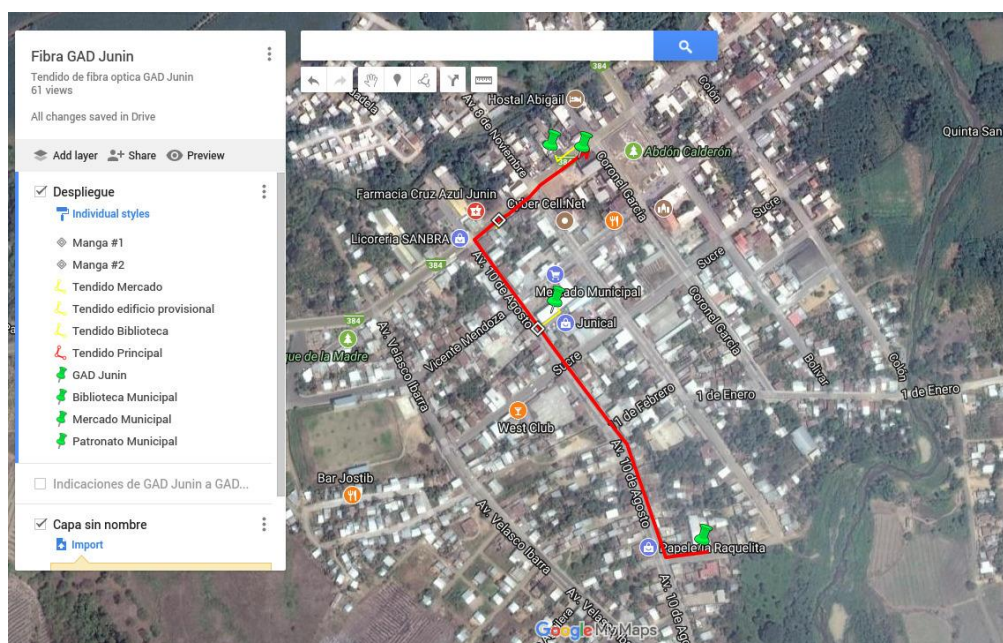 Fibra GAD Junin
Tendido de fibra optica GAD Junin
61 views
All changes saved in Drive
Add layer
Share
Preview
Despliegue
Individual styles
Manga #1
Manga #2
Tendido Mercado
Tendido edificio provisional
Tendido Biblioteca
Tendido Principal
GAD Junin
Biblioteca Municipal
Mercado Municipal
Patronato Municipal
Indicaciones de GAD Junin a GAD...
Capa sin nombre
Import
384
Colón
Hostal Abigail
Av. 8 de Noviembre
Quinta San
384
Abdón Calderón
Coronel García
Farmacia Cruz Azul Junin
Cyber Cell.Net
Sucre
Licorería SANBRA
384
Av. 10 de Agosto
Sucre
Mercado Municipal
Coronel García
384
Vicente Mendoza
Junical
que de la Madre
Av. Velasco Ibarra
Sucre
Bolívar
Colón
1 de Febrero
1 de Enero
1 de Enero
West Club
Av. 10 de Agosto
Bar Jostib
Av. Velasco Ibarra
Papelería Raquelita
Av. 10 de A
Av. Velas
Google My Maps